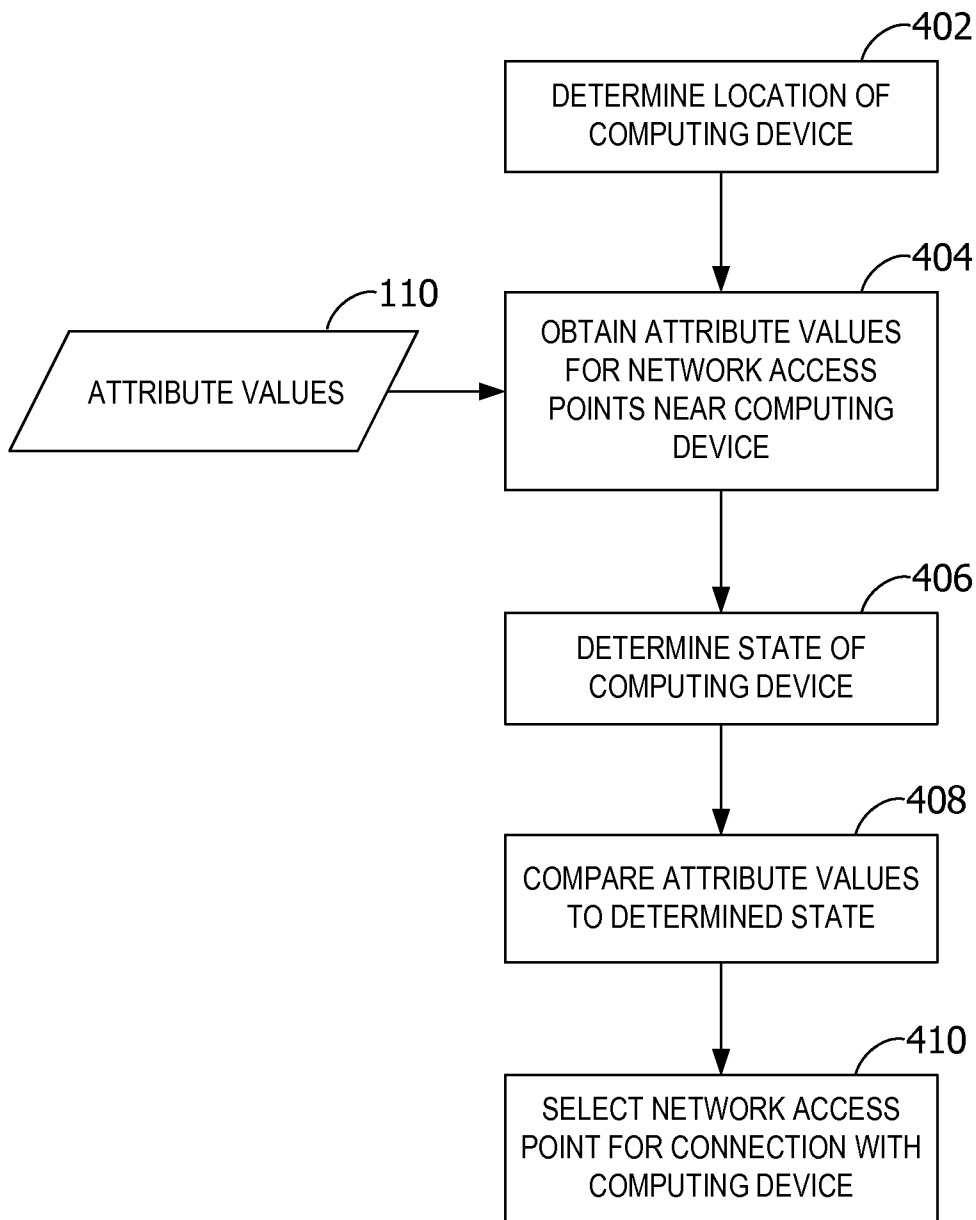 402
DETERMINE LOCATION OF
COMPUTING DEVICE
404
110
OBTAIN ATTRIBUTE VALUES
FOR NETWORK ACCESS
POINTS NEAR COMPUTING
DEVICE
ATTRIBUTE VALUES
406
DETERMINE STATE OF
COMPUTING DEVICE
408
COMPARE ATTRIBUTE VALUES
TO DETERMINED STATE
410
SELECT NETWORK ACCESS
POINT FOR CONNECTION WITH
COMPUTING DEVICE